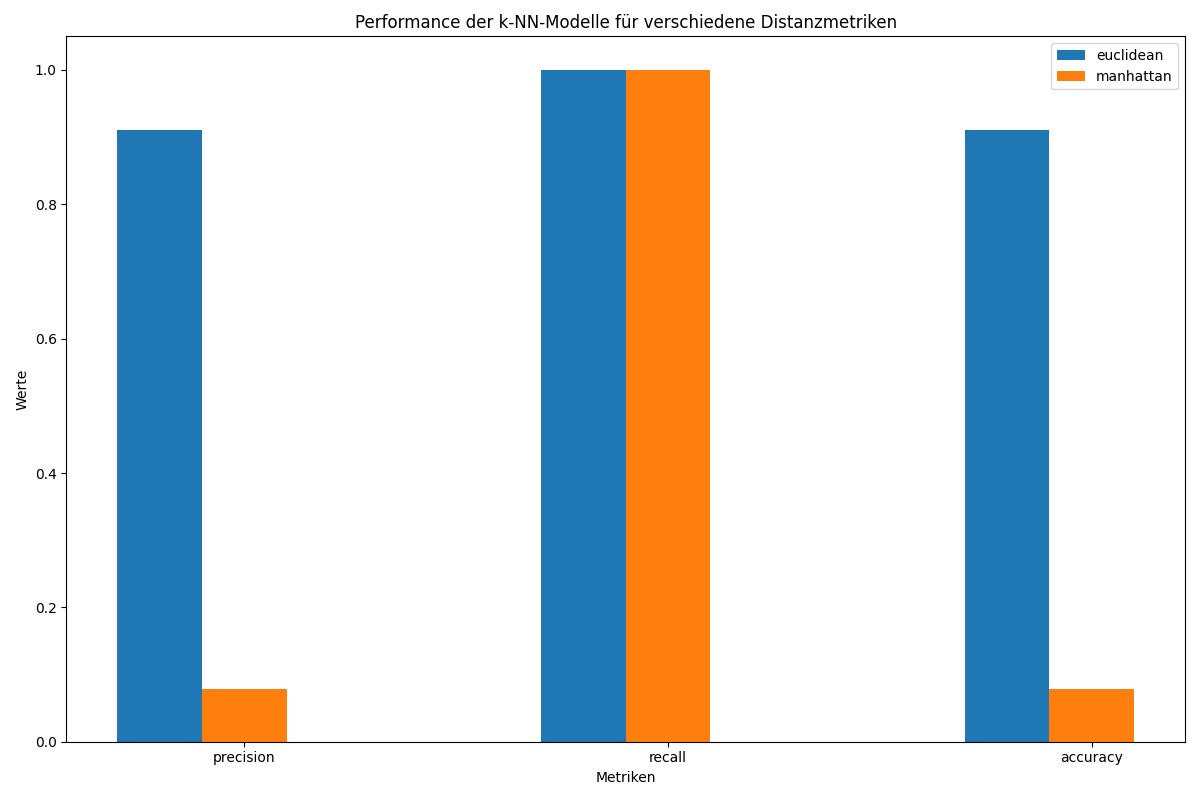 Performance der k-NN-Modelle für verschiedene Distanzmetriken
euclidean
manhattan
1.0
0.8
0.6
0.4
0.2
0.0
Werte
precision
recall
accuracy
Metriken